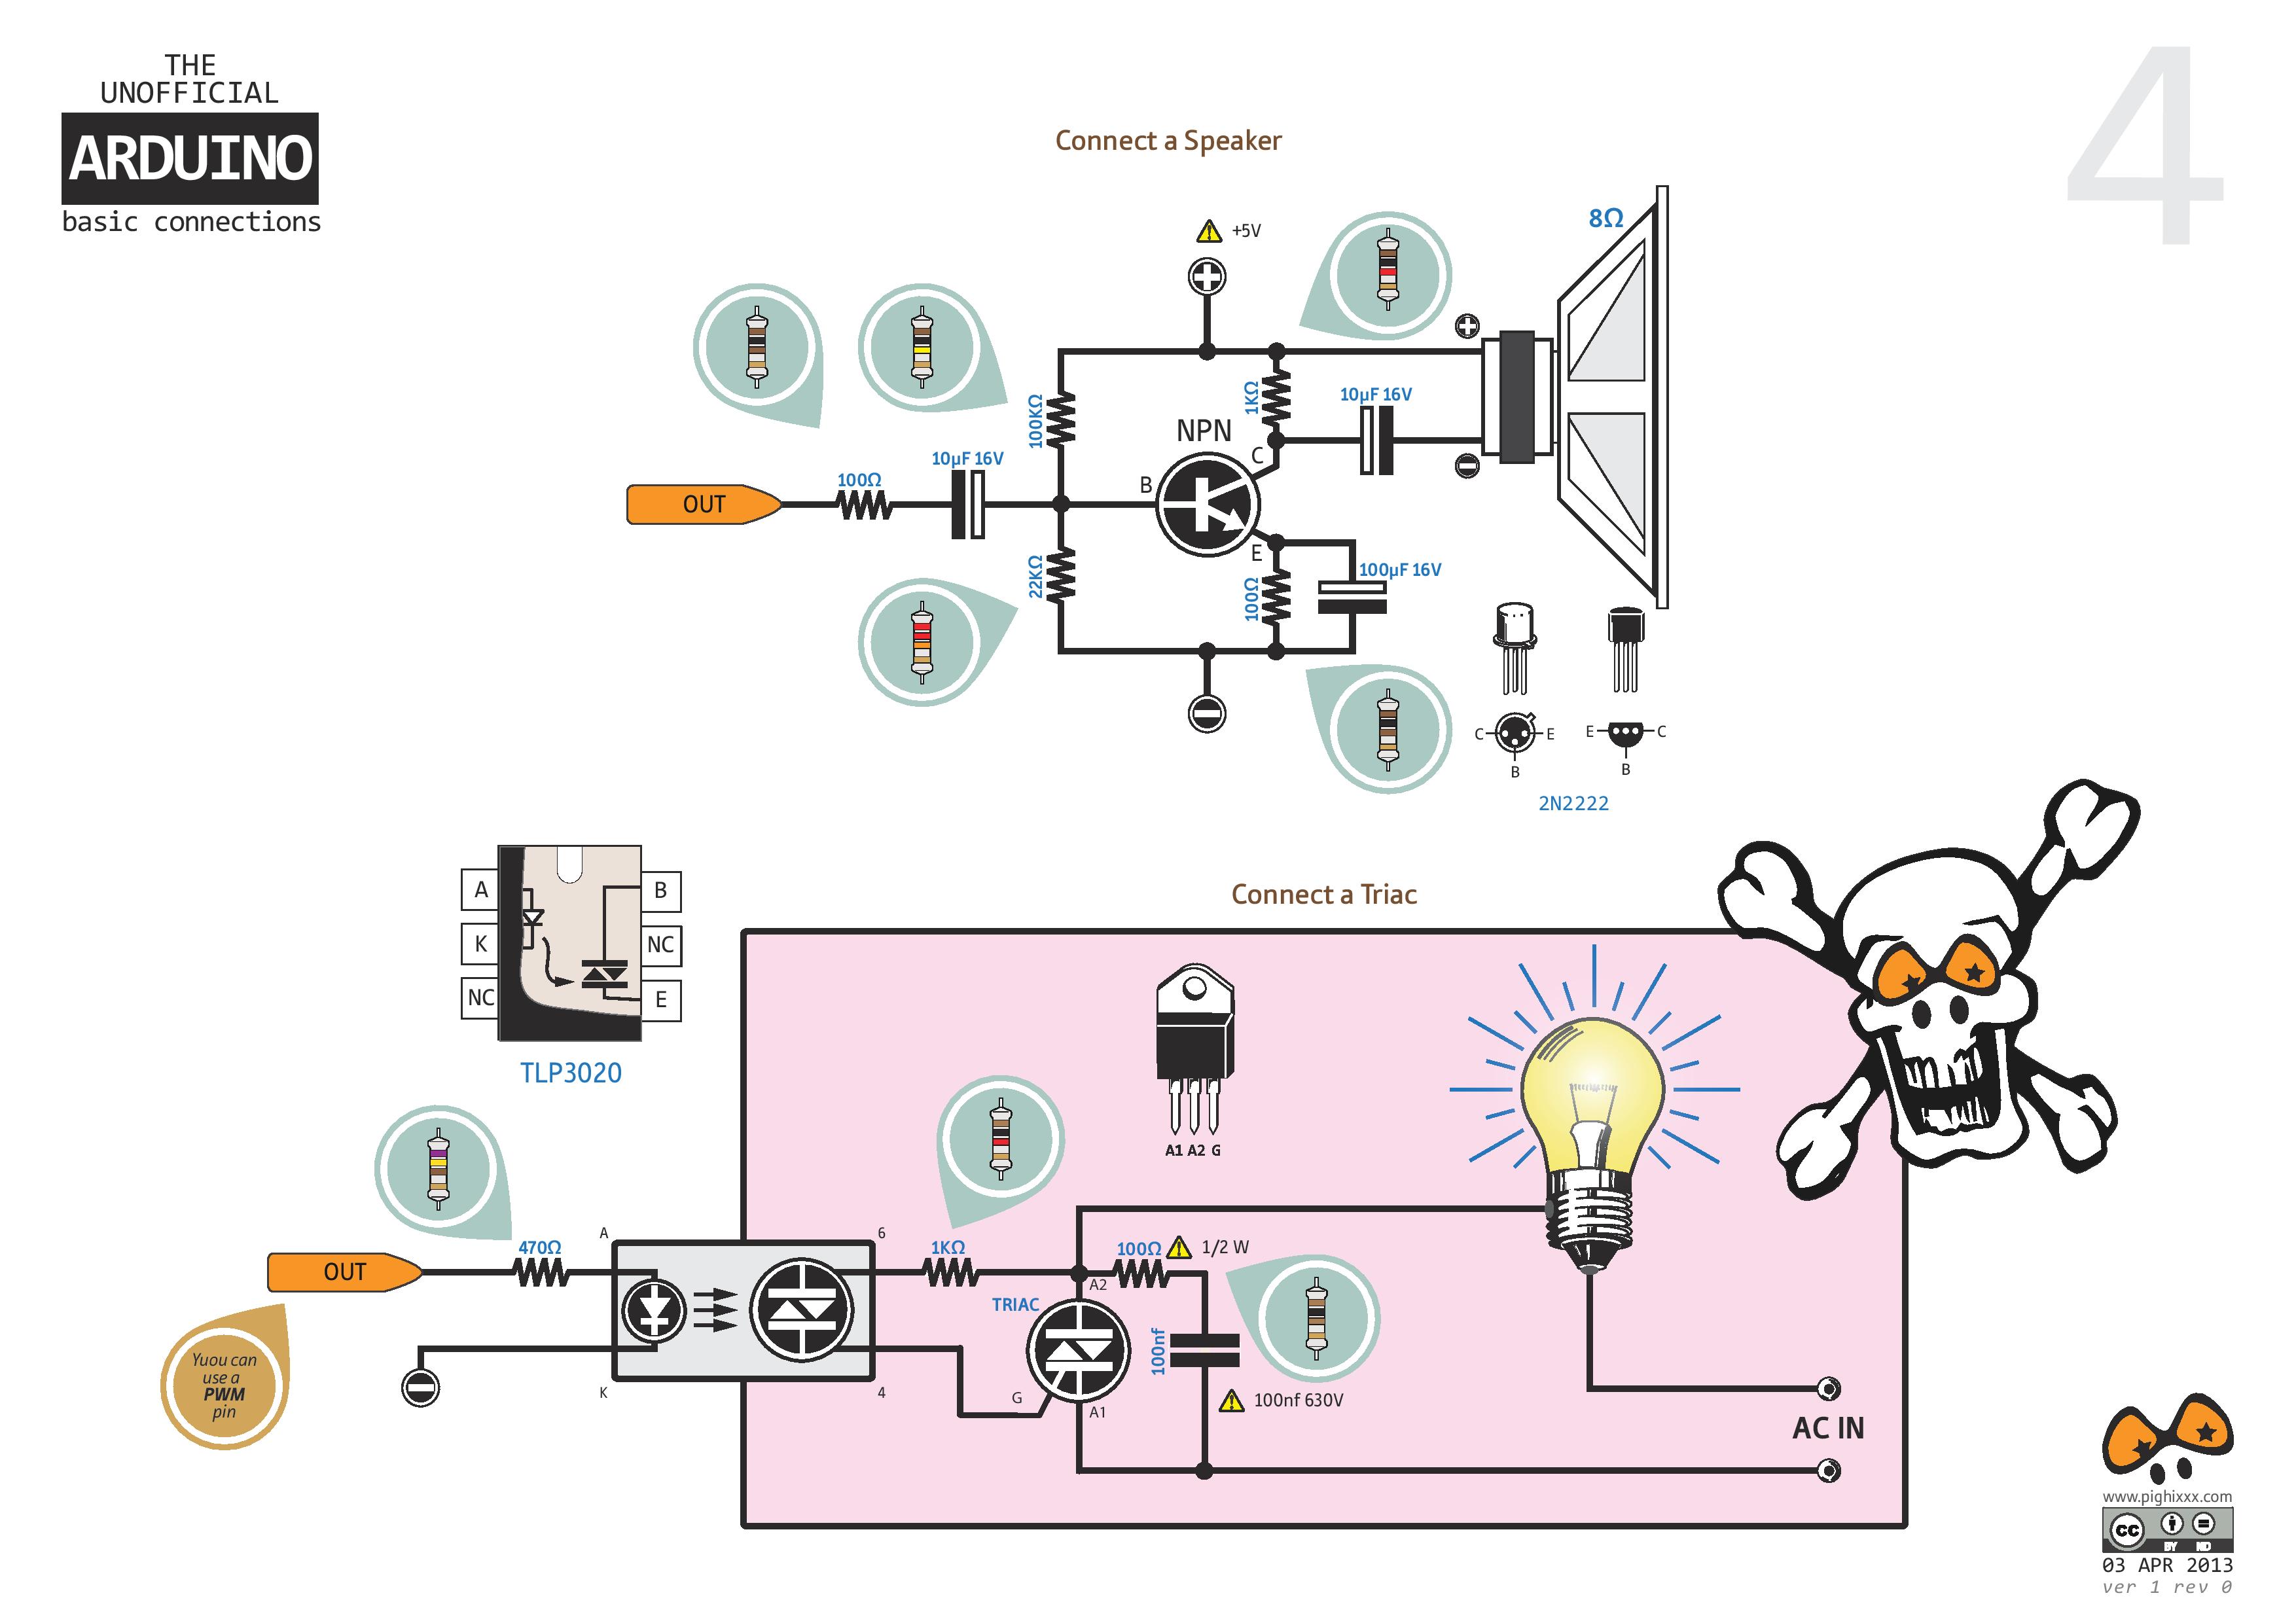 THE
UNOFFICIAL
ARDUINO
basic connections
4
Connect a Speaker
+5V
8Ω
100KΩ
1KΩ
10µF 16V
NPN
C
10µF 16V
100Ω
B
OUT
E
22KΩ
100Ω
100µF 16V
C
E
B
E
C
B
2N2222
A
K
NC
B
NC
E
TLP3020
Connect a Triac
A1 A2 G
OUT
470Ω
A
6
1KΩ
100Ω
1/2 W
A2
TRIAC
100nf
Yuou can
use a
PWM
pin
K
4
G
A1
100nf 630V
AC IN
www.pighixxx.com
cc
BY ND
03 APR 2013
ver 1 rev 0